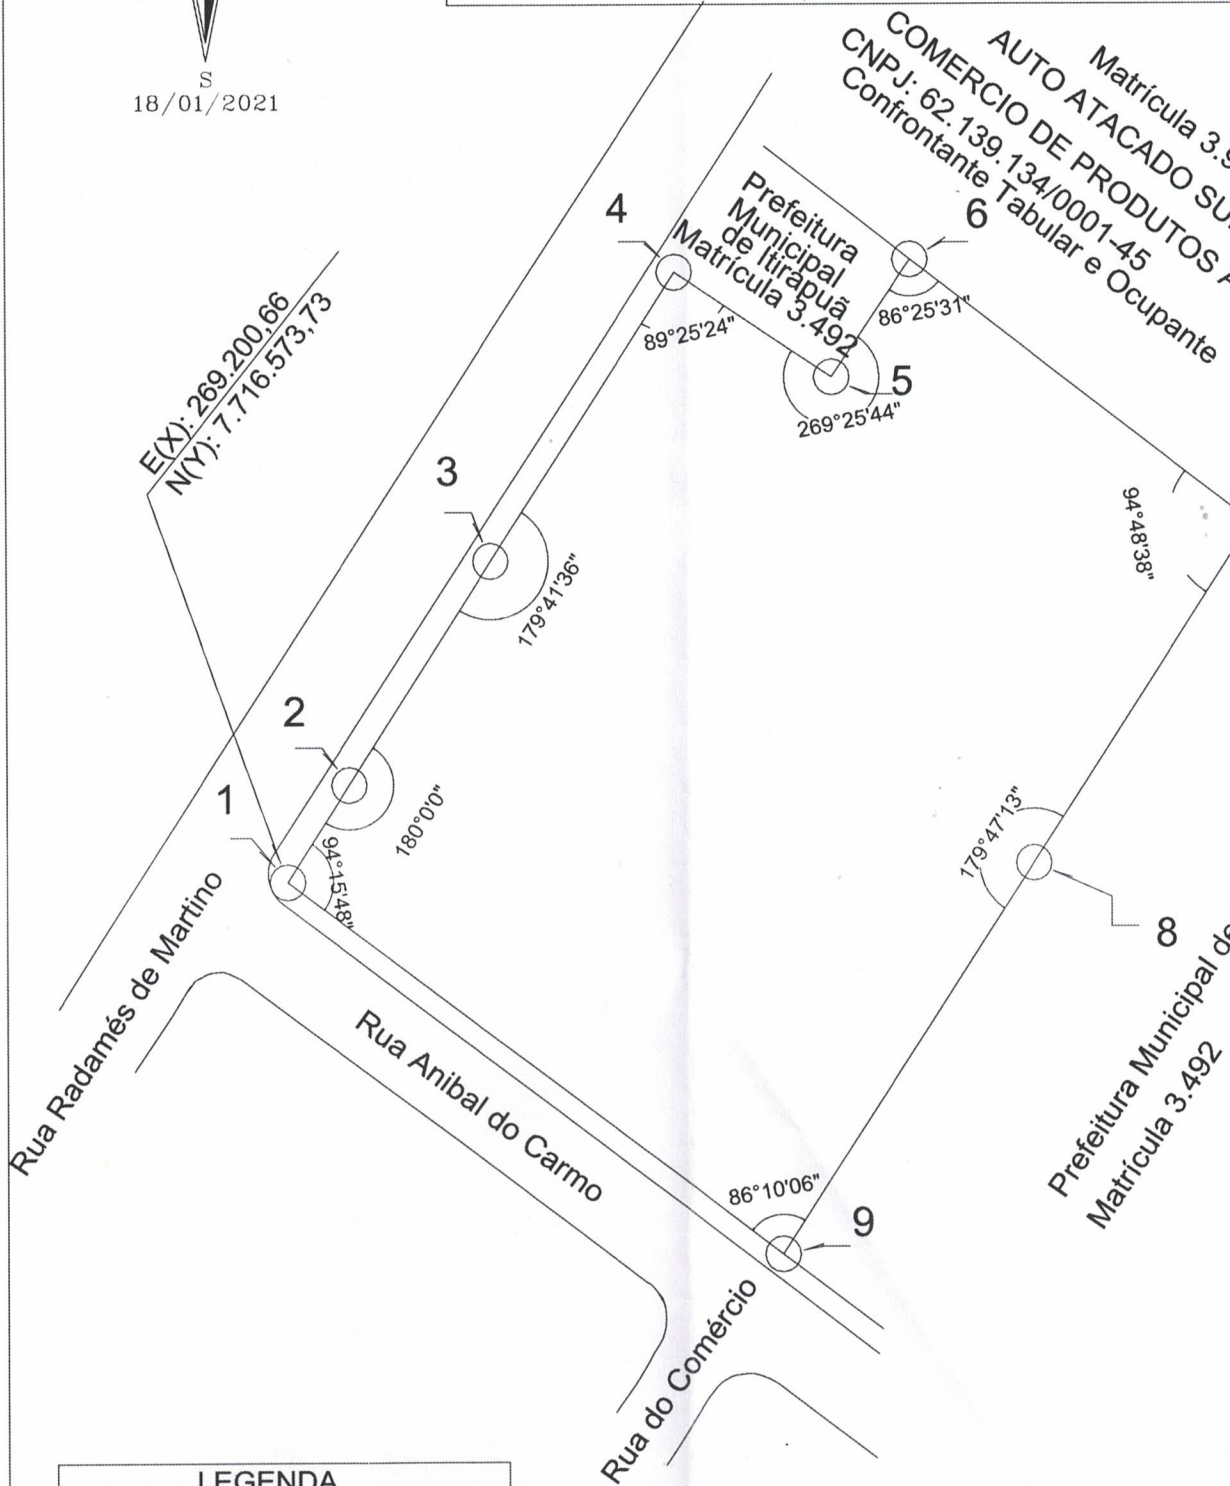 S
18/01/2021
Matrícula 3.9
AUTO ATACADO
COMERCIO DE PRODUTOS
CNPJ: 62.139.134/0001-45
Confrontante Tabular e Ocupante
Prefeitura
Municipal
de Itirapuã
Matrícula 3.492
4
6
89°25'24"
86°25'31"
5
269°25'44"
E(X): 269.200,66
N(Y): 7.716.573,73
3
179°41'36"
94°48'38"
2
180°0'0"
1
94°15'48"
179°47'13"
8
Rua Radamés de Martino
Rua Anibal do Carmo
Prefeitura Municipal de
Matrícula 3.492
86°10'06"
9
Rua do Comércio
LEGENDA